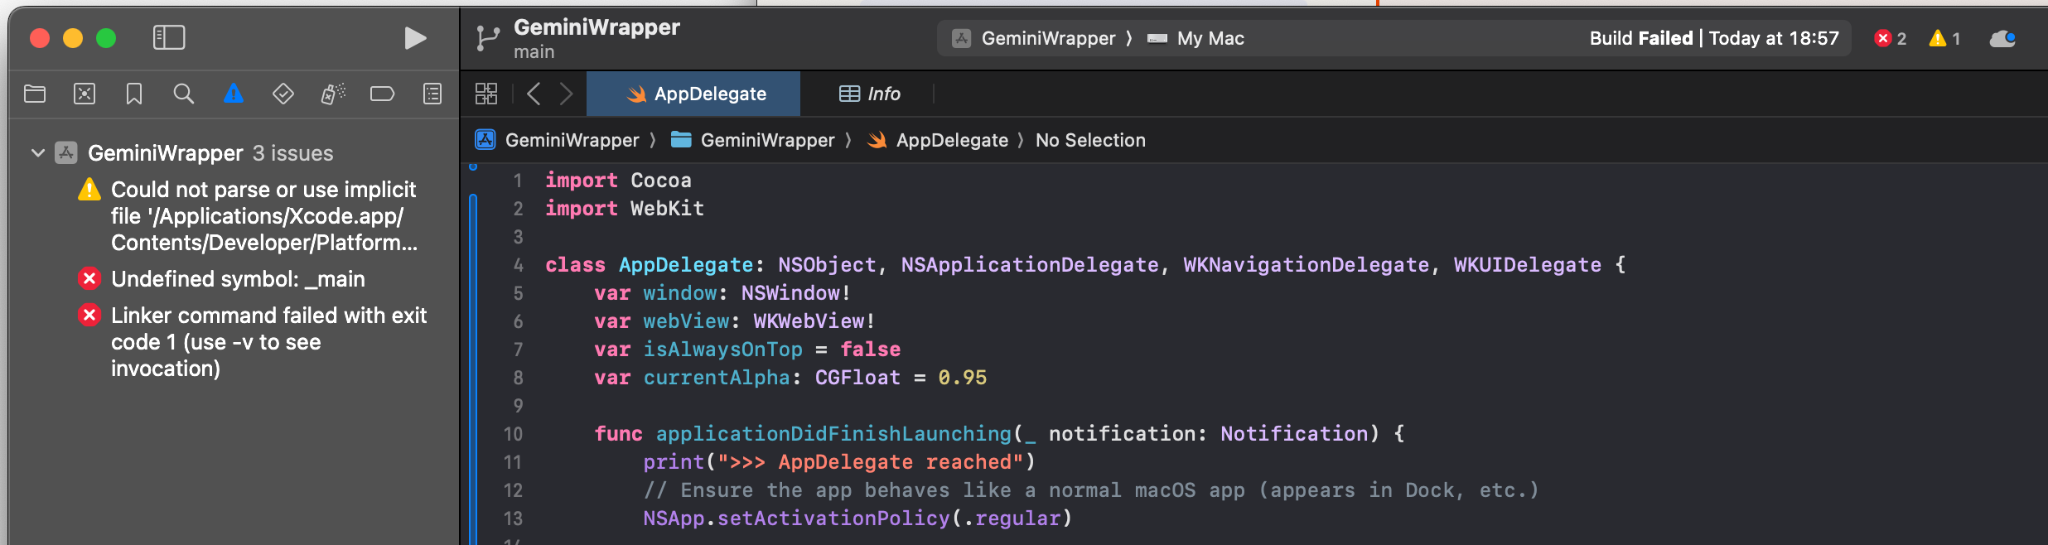 GeminiWrapper
main
GeminiWrapper ⟩ My Mac
Build Failed | Today at 18:57
2
1
AppDelegate
Info
GeminiWrapper 3 issues
Could not parse or use implicit
file '/Applications/Xcode.app/
Contents/Developer/Platform...
Undefined symbol: _main
Linker command failed with exit
code 1 (use -v to see
invocation)
GeminiWrapper ⟩ GeminiWrapper ⟩ AppDelegate ⟩ No Selection
1 import Cocoa
2 import WebKit
3
4 class AppDelegate: NSObject, NSApplicationDelegate, WKNavigationDelegate, WKUIDelegate {
5 var window: NSWindow!
6 var webView: WKWebView!
7 var isAlwaysOnTop = false
8 var currentAlpha: CGFloat = 0.95
9
10 func applicationDidFinishLaunching(_ notification: Notification) {
11 print(">>> AppDelegate reached")
12 // Ensure the app behaves like a normal macOS app (appears in Dock, etc.)
13 NSApp.setActivationPolicy(.regular)